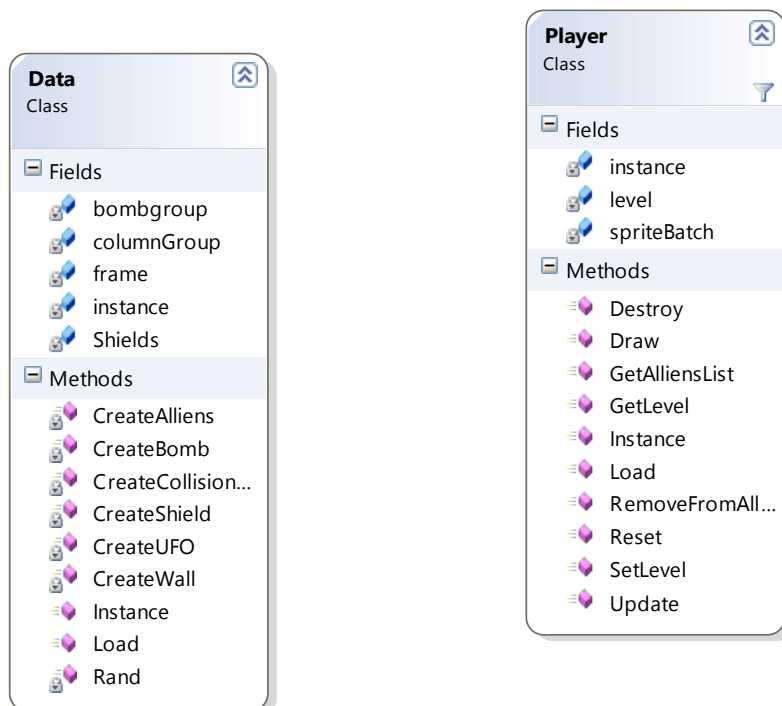 Data
Class
Fields
bombgroup
columnGroup
frame
instance
Shields
Methods
CreateAlliens
CreateBomb
CreateCollision...
CreateShield
CreateUFO
CreateWall
Instance
Load
Rand
Player
Class
Fields
instance
level
spriteBatch
Methods
Destroy
Draw
GetAlliensList
GetLevel
Instance
Load
RemoveFromAll...
Reset
SetLevel
Update